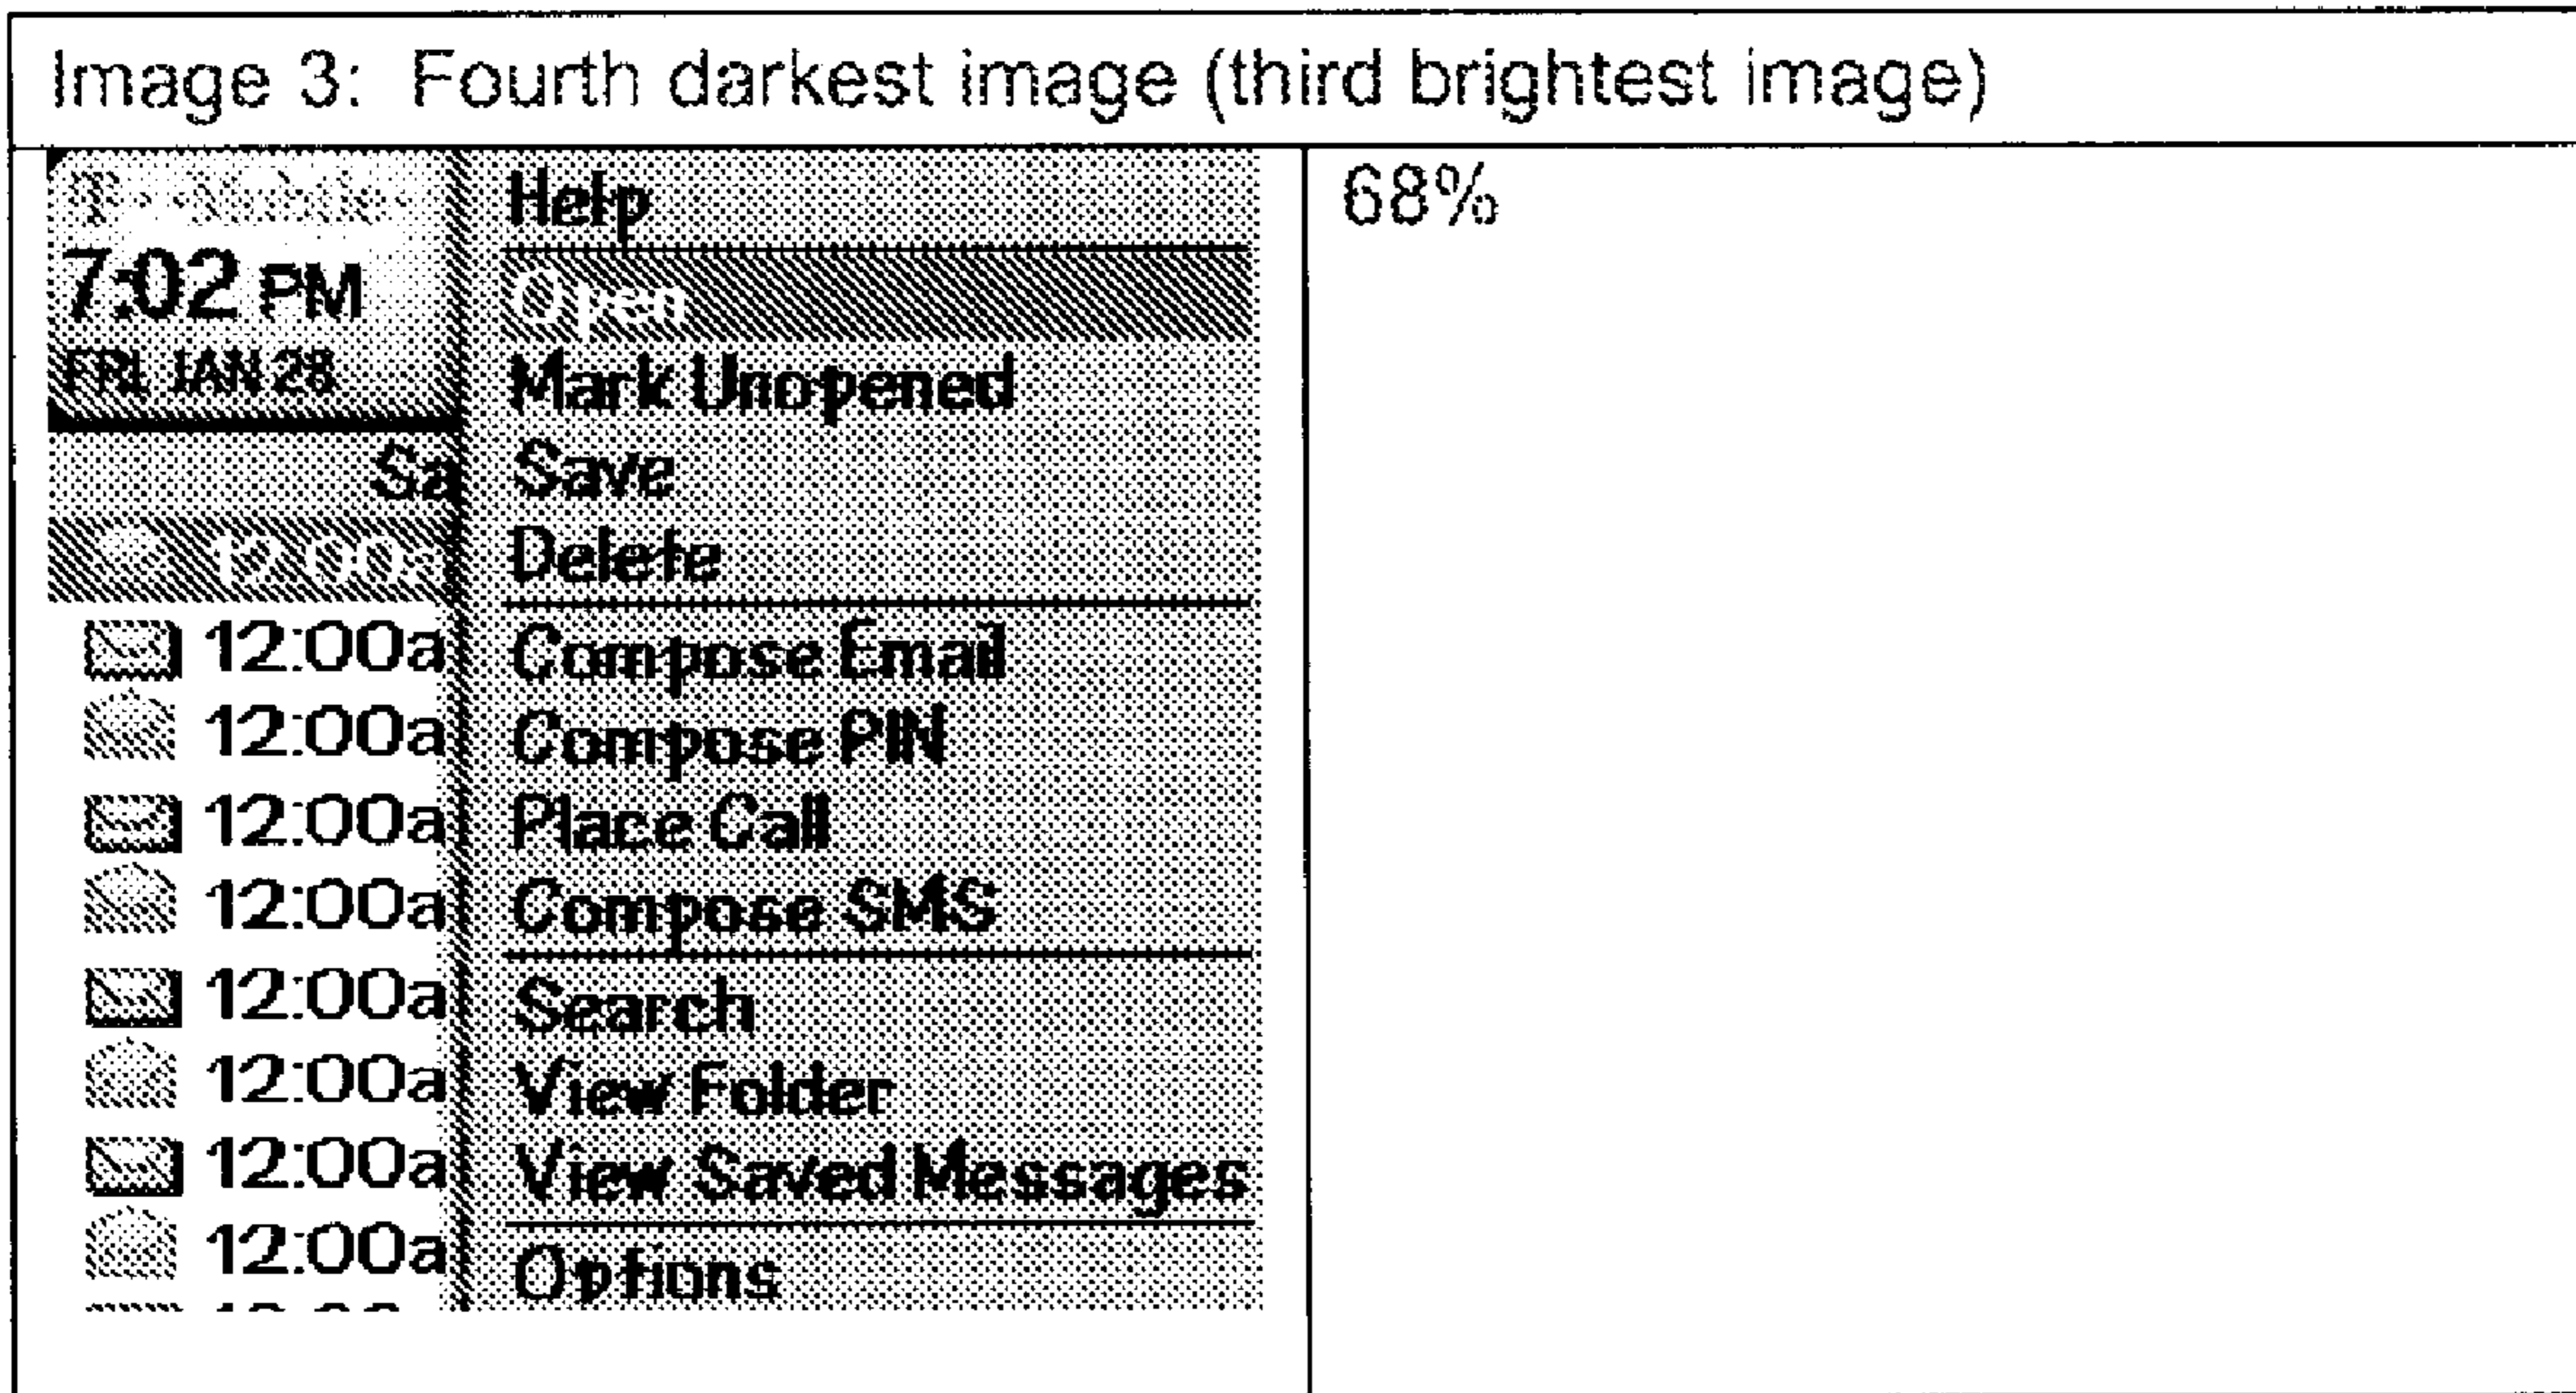 Image 3: Fourth darkest image (third brightest image)
68%
7:02 PM
FRI, JAN 28
Sa
12:00a
12:00a
12:00a
12:00a
12:00a
12:00a
12:00a
12:00a
12:00a
Help
Open
Mark Unopened
Save
Delete
Compose Email
Compose PIN
Place Call
Compose SMS
Search
View Folder
View Saved Messages
Options